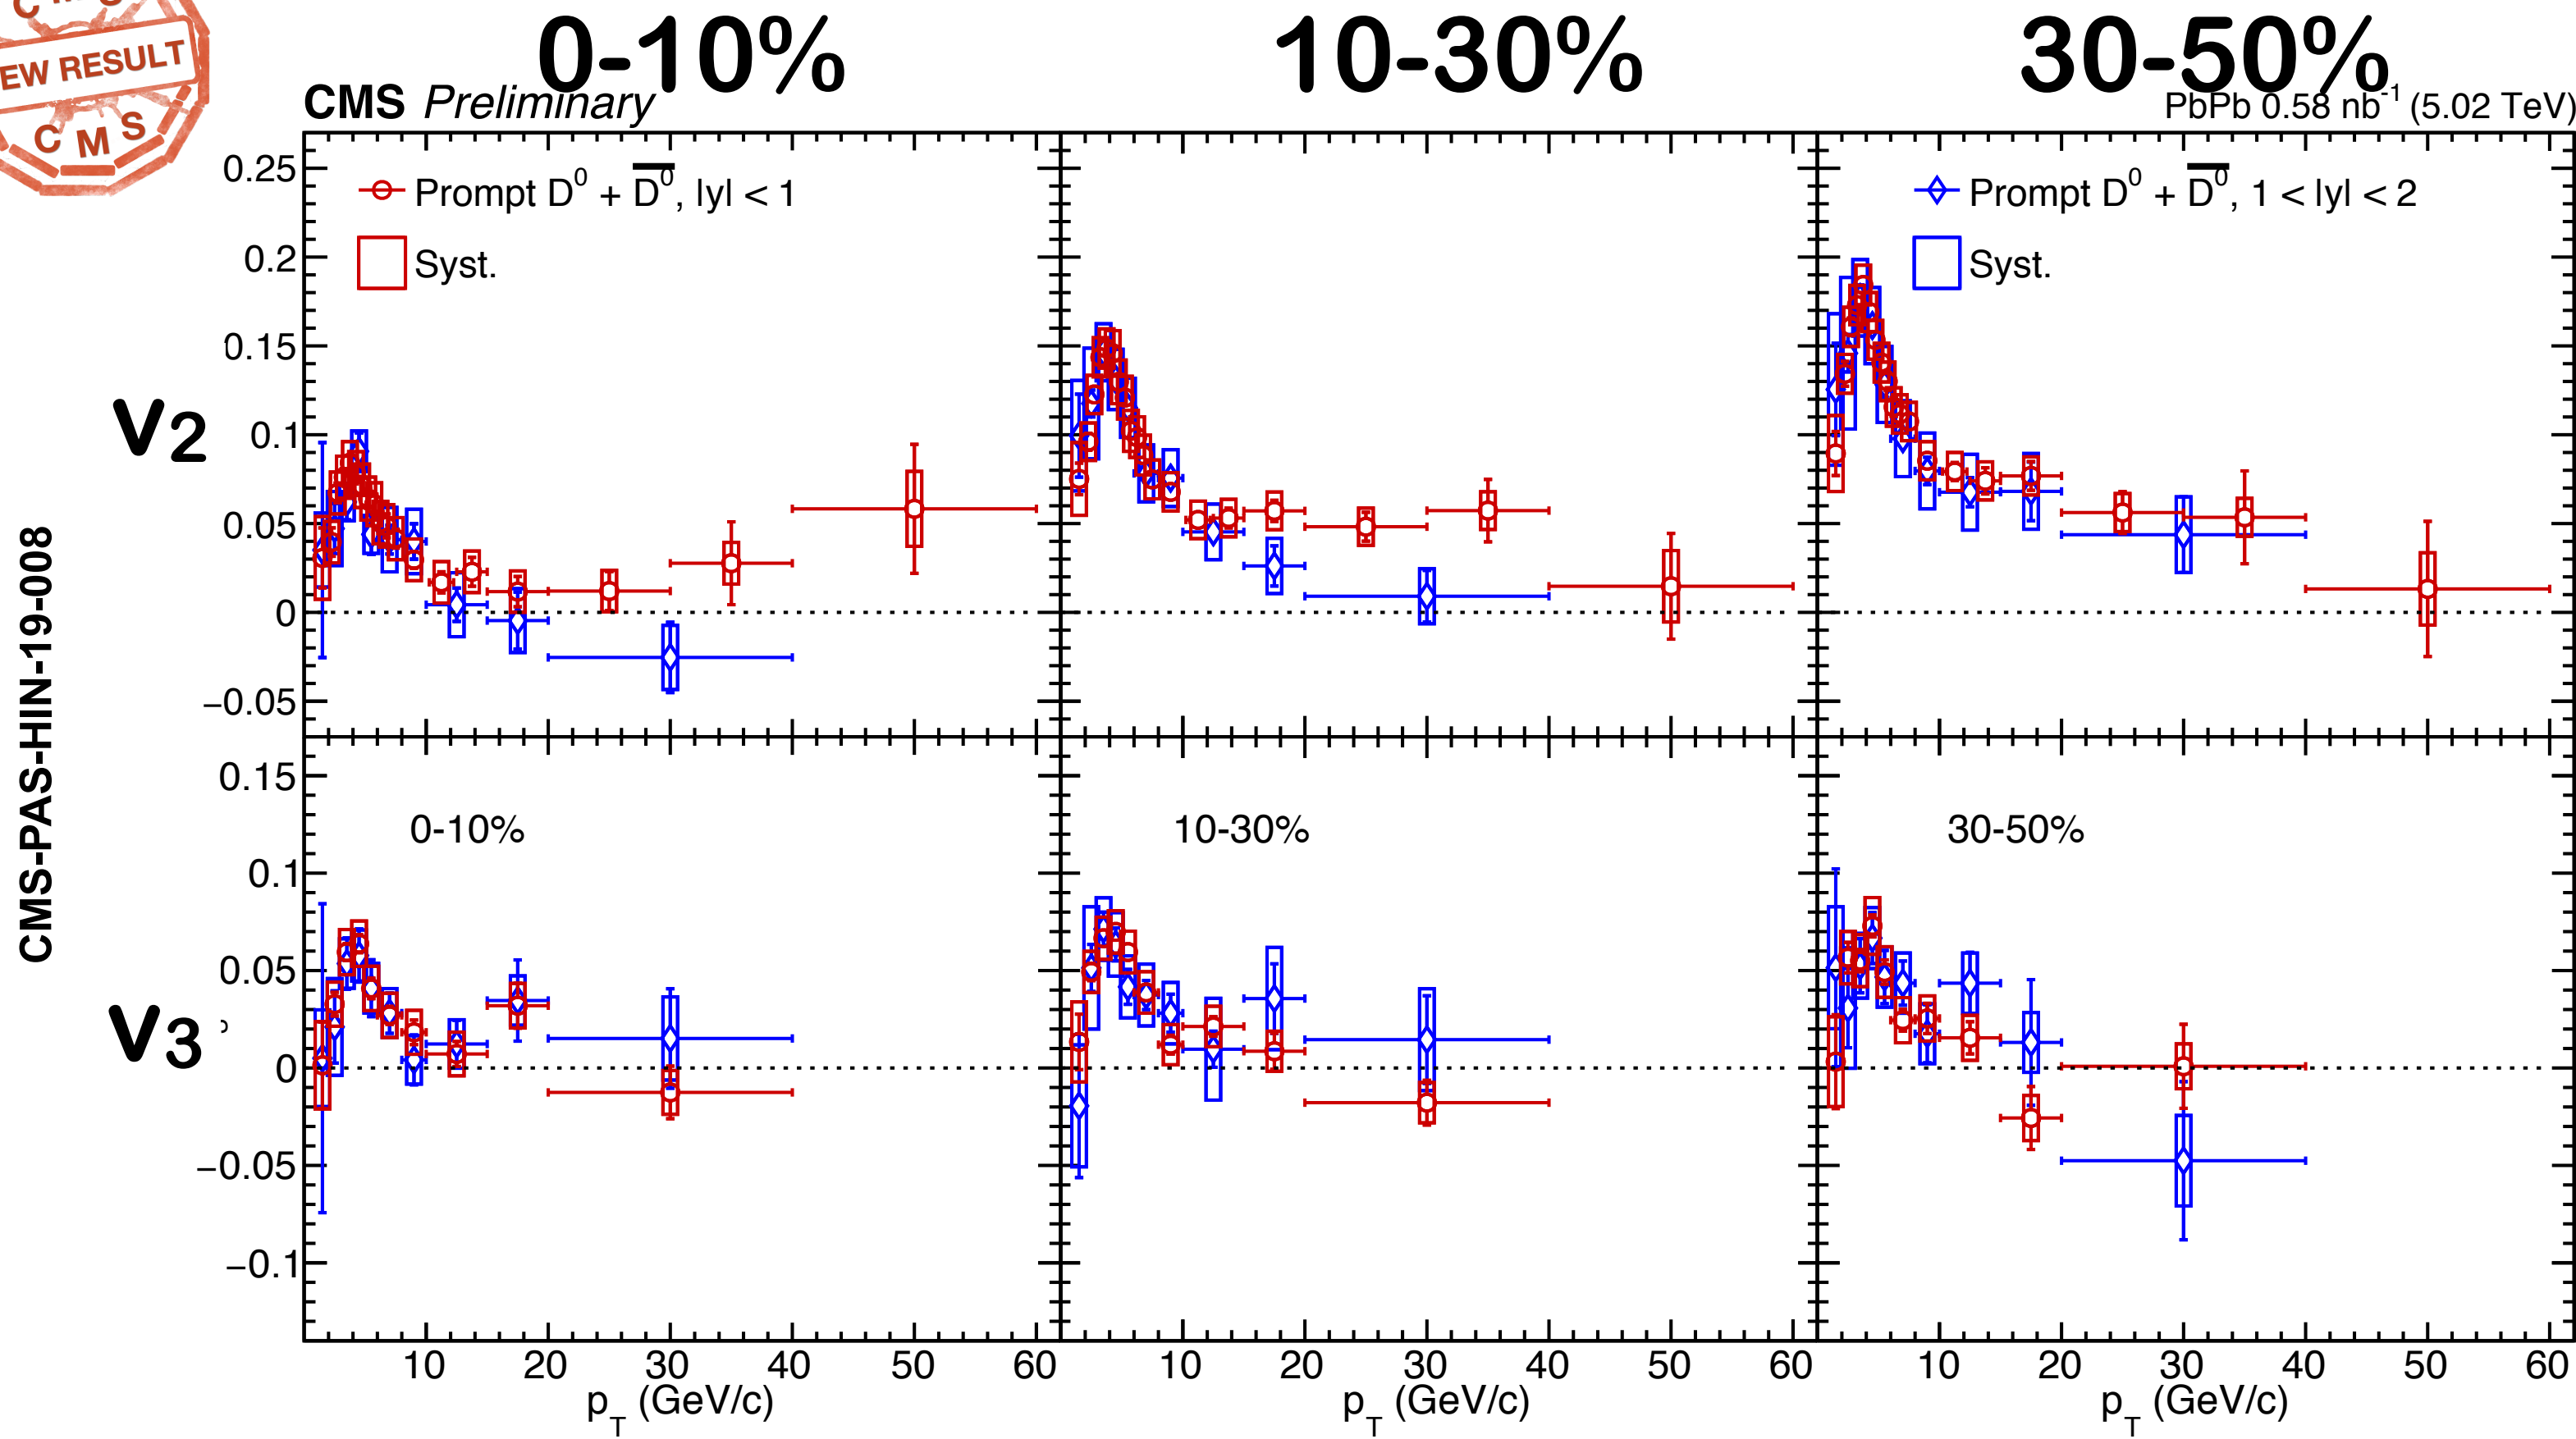 C M S
EW RESULT
C M S
0-10%
10-30%
30-50%
CMS Preliminary
PbPb 0.58 nb-1 (5.02 TeV)
Prompt D0 + D0, |y| < 1
Syst.
Prompt D0 + D0, 1 < |y| < 2
Syst.
0.25
0.2
0.15
0.1
0.05
0
−0.05
V2
CMS-PAS-HIN-19-008
0-10%
10-30%
30-50%
0.15
0.1
0.05
0
−0.05
−0.1
V3
10 20 30 40 50 60 10 20 30 40 50 60 10 20 30 40 50 60
pT (GeV/c)
pT (GeV/c)
pT (GeV/c)